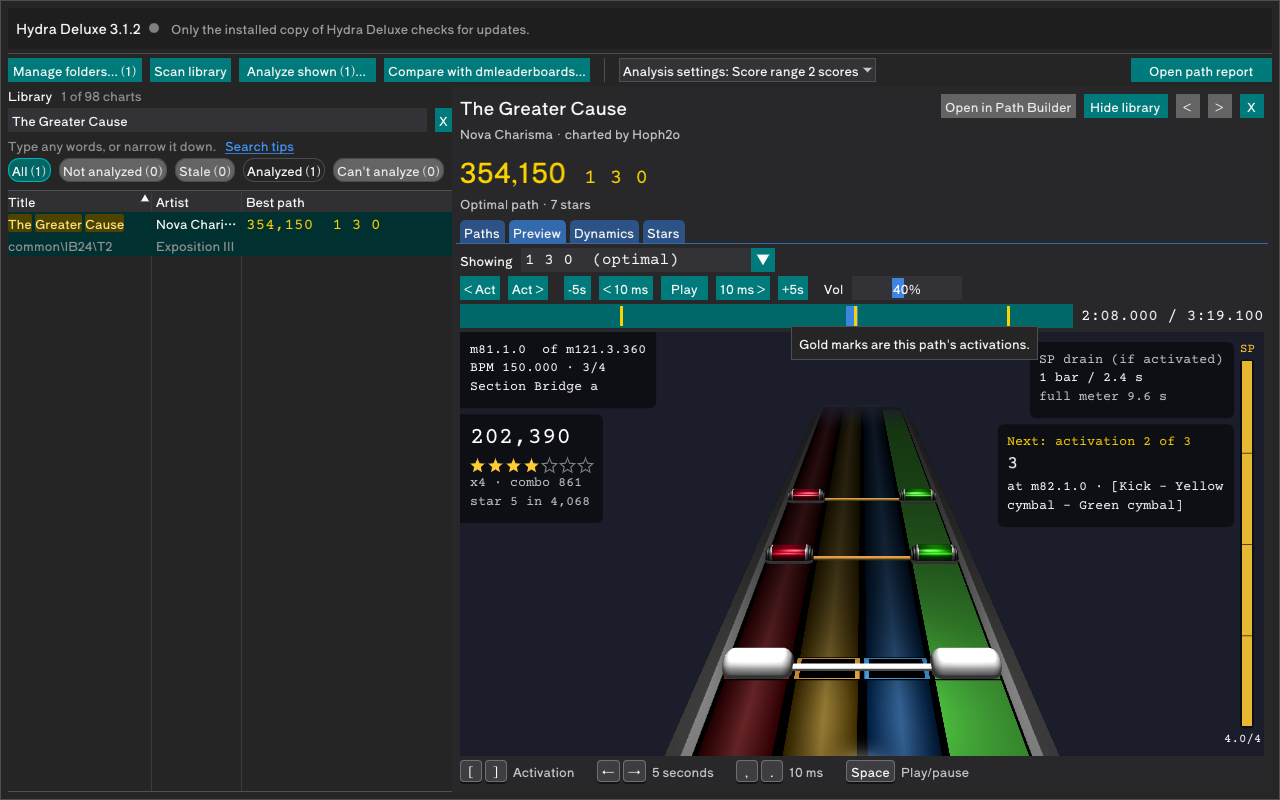 Hydra Deluxe 3.1.2 Only the installed copy of Hydra Deluxe checks for updates.
Manage folders... (1) Scan library Analyze shown (1)... Compare with dmleaderboards... Analysis settings: Score range 2 scores Open path report
Library 1 of 98 charts
The Greater Cause X
Type any words, or narrow it down. Search tips
All (1) Not analyzed (0) Stale (0) Analyzed (1) Can't analyze (0)
Title Artist Best path
The Greater Cause Nova Chari··· 354,150 1 3 0
common\IB24\T2 Exposition III
The Greater Cause Open in Path Builder Hide library < > X
Nova Charisma · charted by Hoph2o
354,150 1 3 0
Optimal path · 7 stars
Paths Preview Dynamics Stars
Showing 1 3 0 (optimal)
< Act Act > -5s < 10 ms Play 10 ms > +5s Vol 40%
2:08.000 / 3:19.100
Gold marks are this path's activations.
m81.1.0 of m121.3.360
BPM 150.000 · 3/4
Section Bridge a
202,390
x4 · combo 861
star 5 in 4,068
SP drain (if activated)
1 bar / 2.4 s
full meter 9.6 s
SP
Next: activation 2 of 3
3
at m82.1.0 · [Kick - Yellow
cymbal - Green cymbal]
4.0/4
[ ] Activation ← → 5 seconds , . 10 ms Space Play/pause